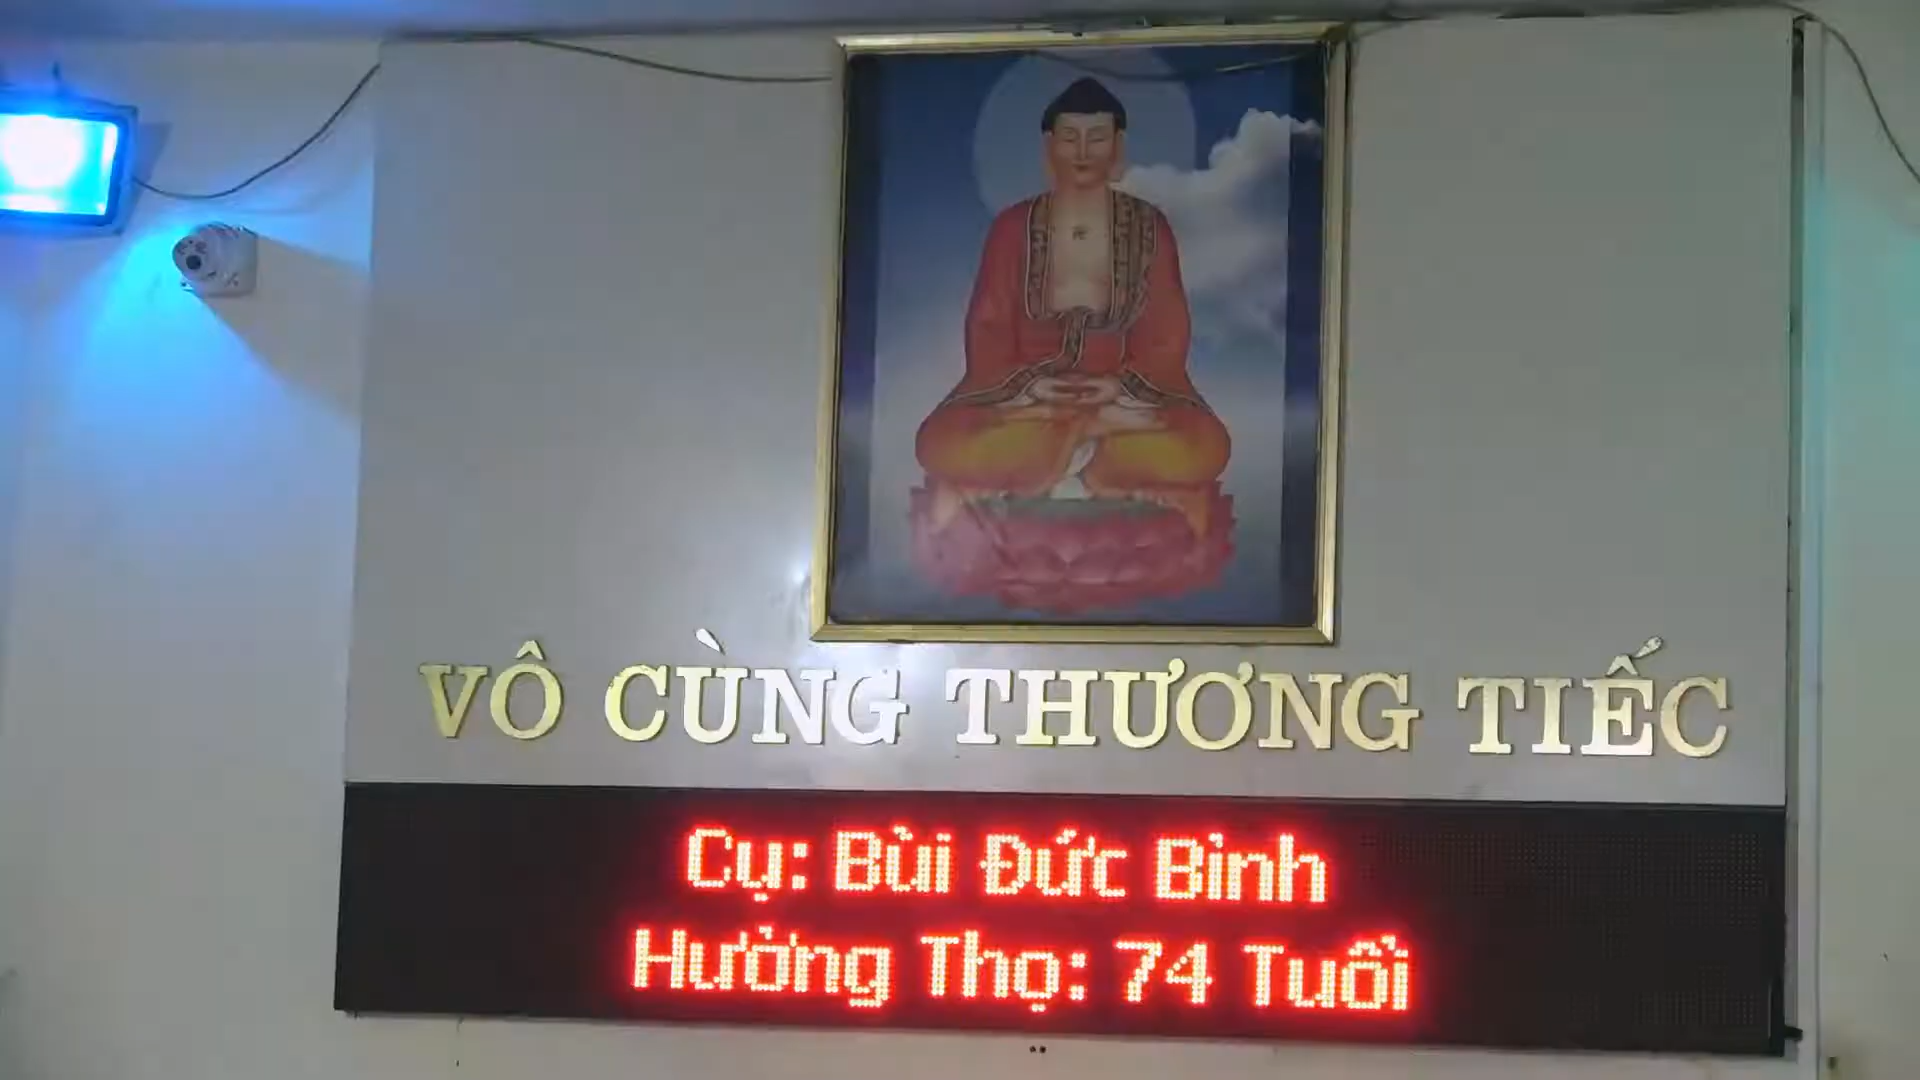 VÔ CÙNG THƯƠNG TIẾC
Cụ: Bùi Đức Bình
Hưởng Thọ: 74 Tuổi